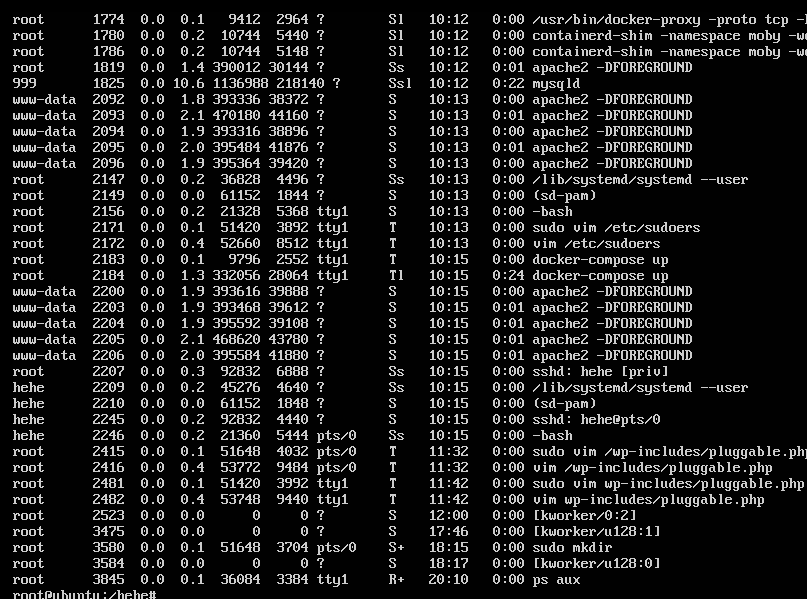 root 1774 0.0 0.1 9412 2964 ? Sl 10:12 0:00 /usr/bin/docker-proxy -proto tcp
root 1780 0.0 0.2 10744 5440 ? Sl 10:12 0:00 containerd-shim -namespace moby
root 1786 0.0 0.2 10744 5148 ? Sl 10:12 0:00 containerd-shim -namespace moby
root 1819 0.0 1.4 390012 30144 ? Ss 10:12 0:01 apache2 -DFOREGROUND
999 1825 0.0 10.6 1136988 218140 ? Ssl 10:12 0:22 mysqld
www-data 2092 0.0 1.8 393336 38372 ? S 10:13 0:00 apache2 -DFOREGROUND
www-data 2093 0.0 2.1 470180 44160 ? S 10:13 0:01 apache2 -DFOREGROUND
www-data 2094 0.0 1.9 393316 38896 ? S 10:13 0:00 apache2 -DFOREGROUND
www-data 2095 0.0 2.0 395484 41876 ? S 10:13 0:01 apache2 -DFOREGROUND
www-data 2096 0.0 1.9 395364 39420 ? S 10:13 0:00 apache2 -DFOREGROUND
root 2147 0.0 0.2 36828 4496 ? Ss 10:13 0:00 /lib/systemd/systemd --user
root 2149 0.0 0.0 61152 1844 ? S 10:13 0:00 (sd-pam)
root 2156 0.0 0.2 21328 5368 tty1 S 10:13 0:00 -bash
root 2171 0.0 0.1 51420 3892 tty1 T 10:13 0:00 sudo vim /etc/sudoers
root 2172 0.0 0.4 52660 8512 tty1 T 10:13 0:00 vim /etc/sudoers
root 2183 0.0 0.1 9796 2552 tty1 T 10:15 0:00 docker-compose up
root 2184 0.0 1.3 332056 28064 tty1 Tl 10:15 0:24 docker-compose up
www-data 2200 0.0 1.9 393616 39888 ? S 10:15 0:00 apache2 -DFOREGROUND
www-data 2203 0.0 1.9 393468 39612 ? S 10:15 0:01 apache2 -DFOREGROUND
www-data 2204 0.0 1.9 395592 39108 ? S 10:15 0:00 apache2 -DFOREGROUND
www-data 2205 0.0 2.1 468620 43780 ? S 10:15 0:01 apache2 -DFOREGROUND
www-data 2206 0.0 2.0 395584 41880 ? S 10:15 0:01 apache2 -DFOREGROUND
root 2207 0.0 0.3 92832 6888 ? Ss 10:15 0:00 sshd: hehe [priv]
hehe 2209 0.0 0.2 45276 4640 ? Ss 10:15 0:00 /lib/systemd/systemd --user
hehe 2210 0.0 0.0 61152 1848 ? S 10:15 0:00 (sd-pam)
hehe 2245 0.0 0.2 92832 4440 ? S 10:15 0:00 sshd: hehe@pts/0
hehe 2246 0.0 0.2 21360 5444 pts/0 Ss 10:15 0:00 -bash
root 2415 0.0 0.1 51648 4032 pts/0 T 11:32 0:00 sudo vim /wp-includes/pluggable.php
root 2416 0.0 0.4 53772 9484 pts/0 T 11:32 0:00 vim /wp-includes/pluggable.php
root 2481 0.0 0.1 51420 3992 tty1 T 11:42 0:00 sudo vim wp-includes/pluggable.php
root 2482 0.0 0.4 53748 9440 tty1 T 11:42 0:00 vim wp-includes/pluggable.php
root 2523 0.0 0.0 0 0 ? S 12:00 0:00 [kworker/0:2]
root 3475 0.0 0.0 0 0 ? S 17:46 0:00 [kworker/u128:1]
root 3580 0.0 0.1 51648 3704 pts/0 S+ 18:15 0:00 sudo mkdir
root 3584 0.0 0.0 0 0 ? S 18:17 0:00 [kworker/u128:0]
root 3845 0.0 0.1 36084 3384 tty1 R+ 20:10 0:00 ps aux
root@ubuntu:/hehe#